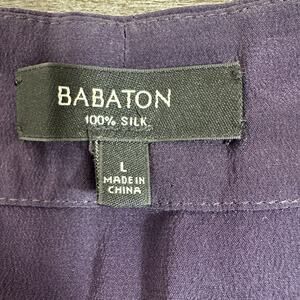 BABATON
100% SILK
L
MADE IN
CHINA